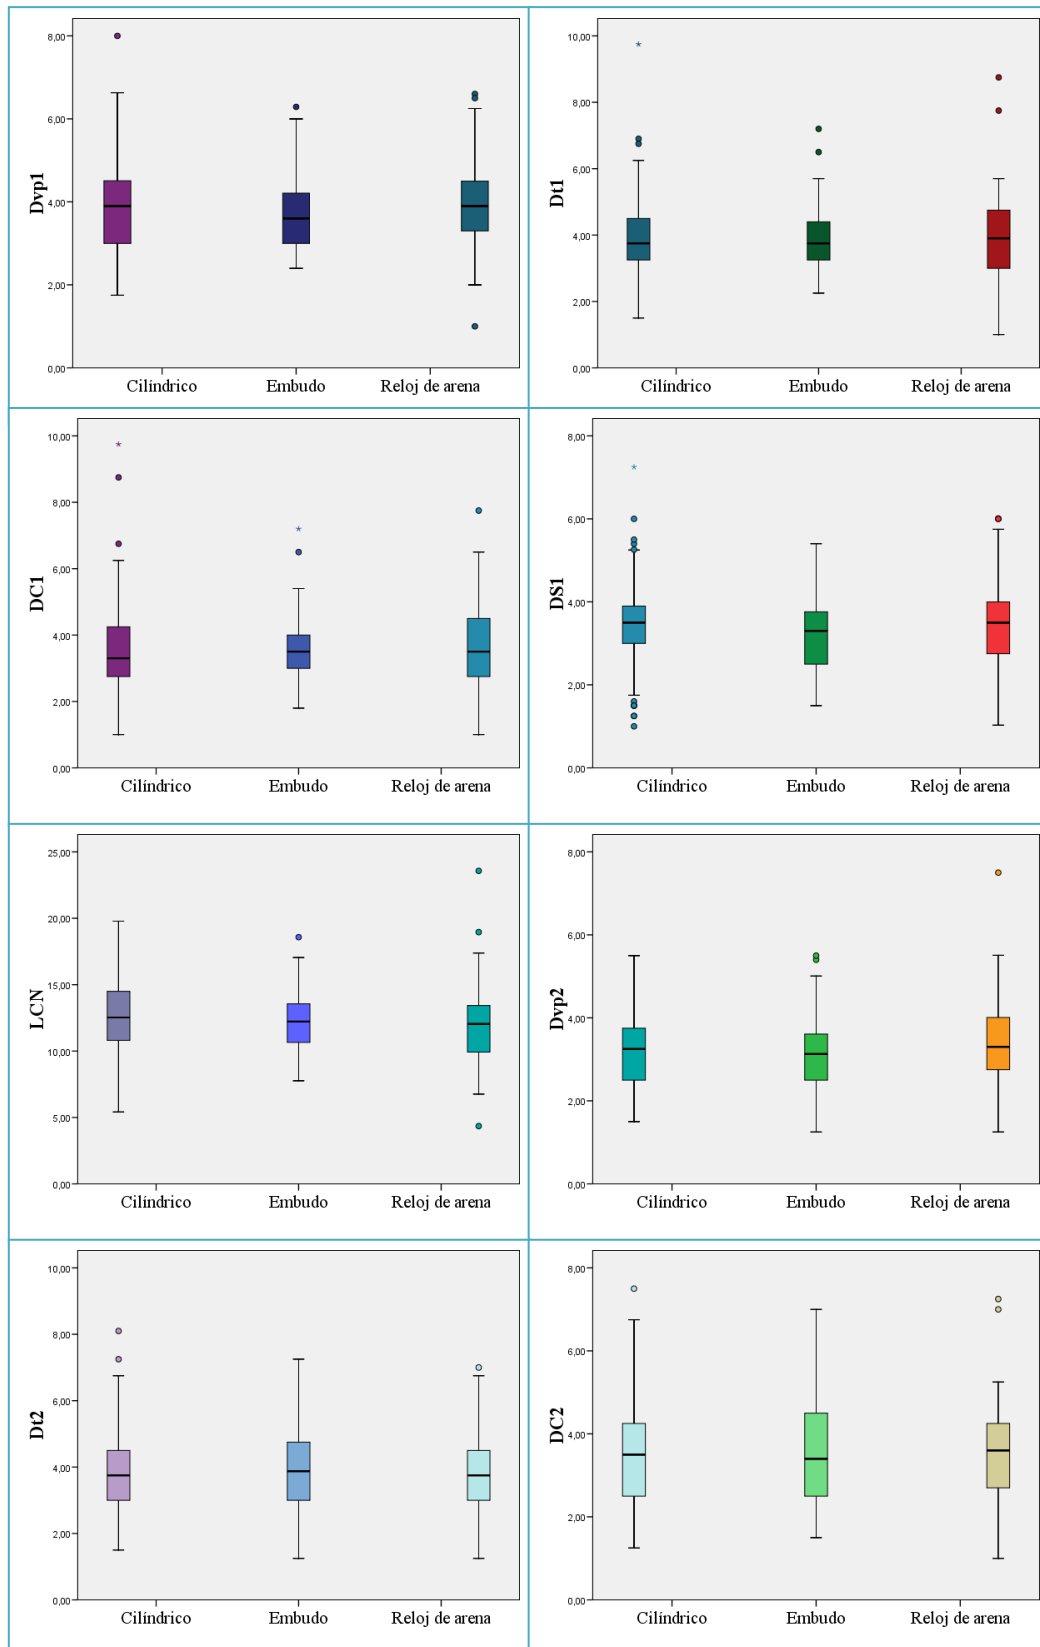 8,00
6,00
4,00
2,00
0,00
Dvp1
Cilíndrico Embudo Reloj de arena
10,00
8,00
6,00
4,00
2,00
0,00
Dt1
Cilíndrico Embudo Reloj de arena
10,00
8,00
6,00
4,00
2,00
0,00
DC1
Cilíndrico Embudo Reloj de arena
8,00
6,00
4,00
2,00
0,00
DS1
Cilíndrico Embudo Reloj de arena
25,00
20,00
15,00
10,00
5,00
0,00
LCN
Cilíndrico Embudo Reloj de arena
8,00
6,00
4,00
2,00
0,00
Dvp2
Cilíndrico Embudo Reloj de arena
10,00
8,00
6,00
4,00
2,00
0,00
Dt2
Cilíndrico Embudo Reloj de arena
8,00
6,00
4,00
2,00
0,00
DC2
Cilíndrico Embudo Reloj de arena